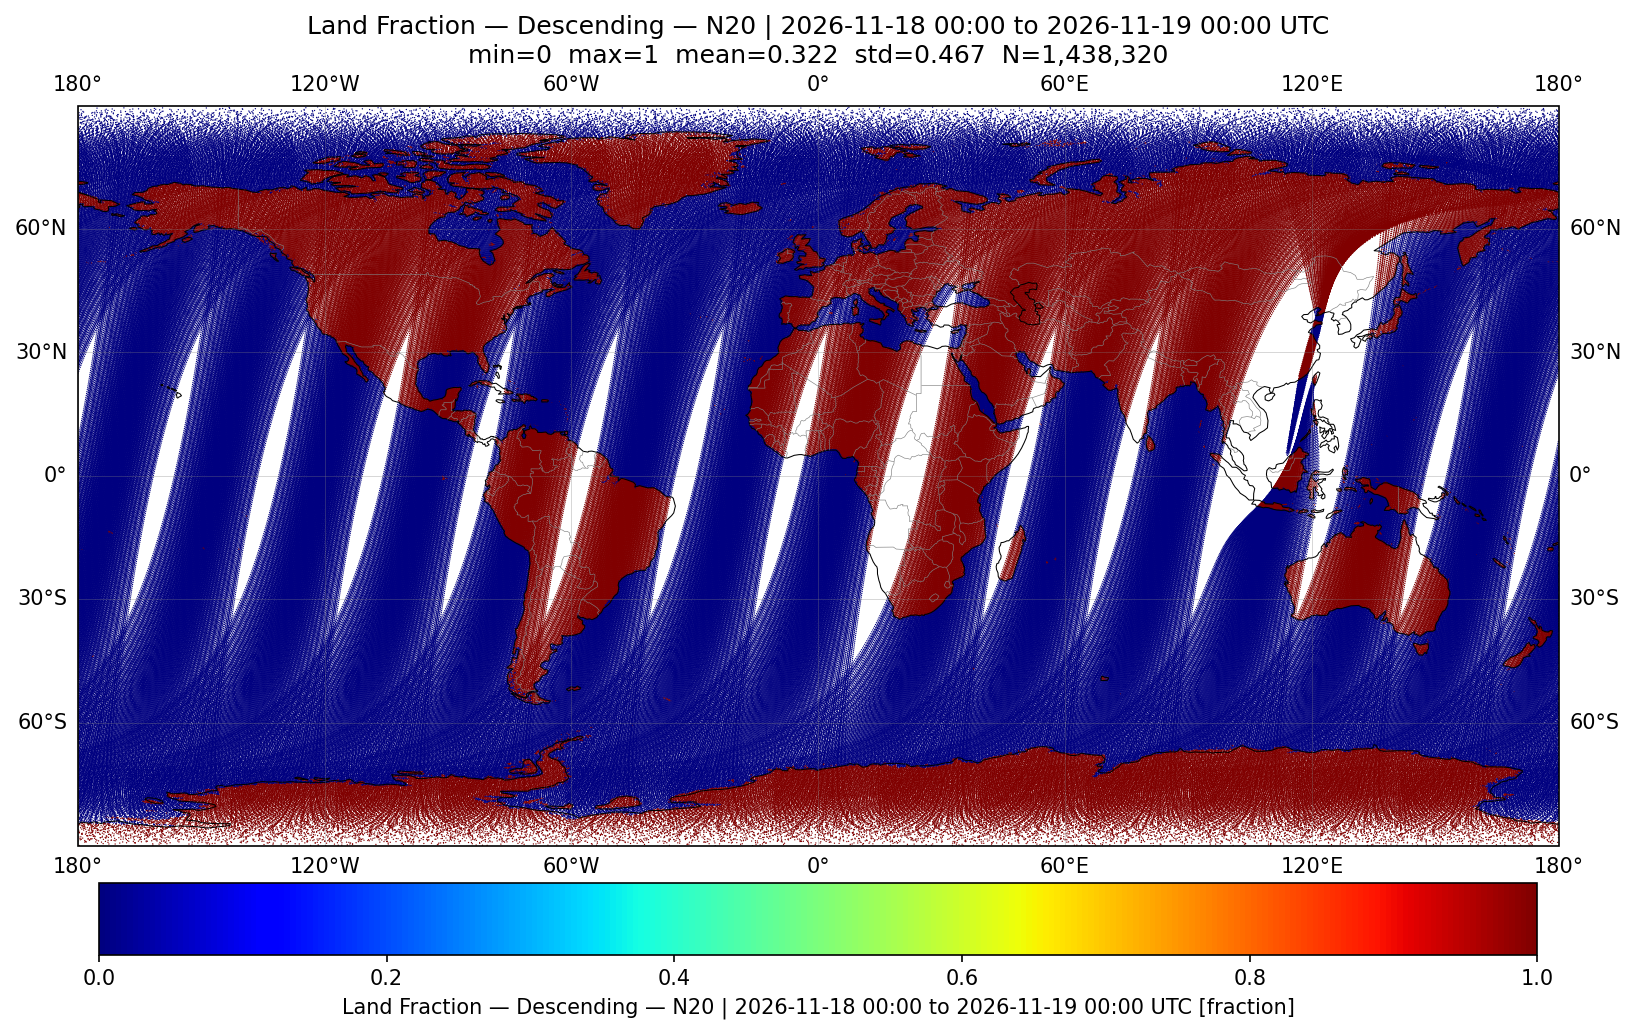 Land Fraction — Descending — N20 | 2026-11-18 00:00 to 2026-11-19 00:00 UTC
min=0  max=1  mean=0.322  std=0.467  N=1,438,320
180° 120°W 60°W 0° 60°E 120°E 180°
60°N 60°N
30°N 30°N
0° 0°
30°S 30°S
60°S 60°S
180° 120°W 60°W 0° 60°E 120°E 180°
0.0 0.2 0.4 0.6 0.8 1.0
Land Fraction — Descending — N20 | 2026-11-18 00:00 to 2026-11-19 00:00 UTC [fraction]